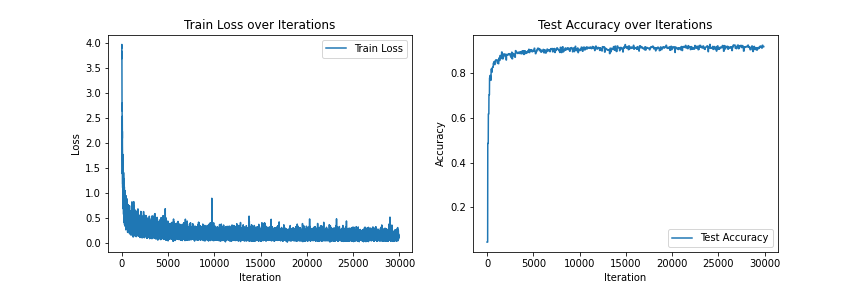 Train Loss over Iterations
Test Accuracy over Iterations
Train Loss
Test Accuracy
Loss
4.0
3.5
3.0
2.5
2.0
1.5
1.0
0.5
0.0
0 5000 10000 15000 20000 25000 30000
Iteration
Accuracy
0.8
0.6
0.4
0.2
0 5000 10000 15000 20000 25000 30000
Iteration